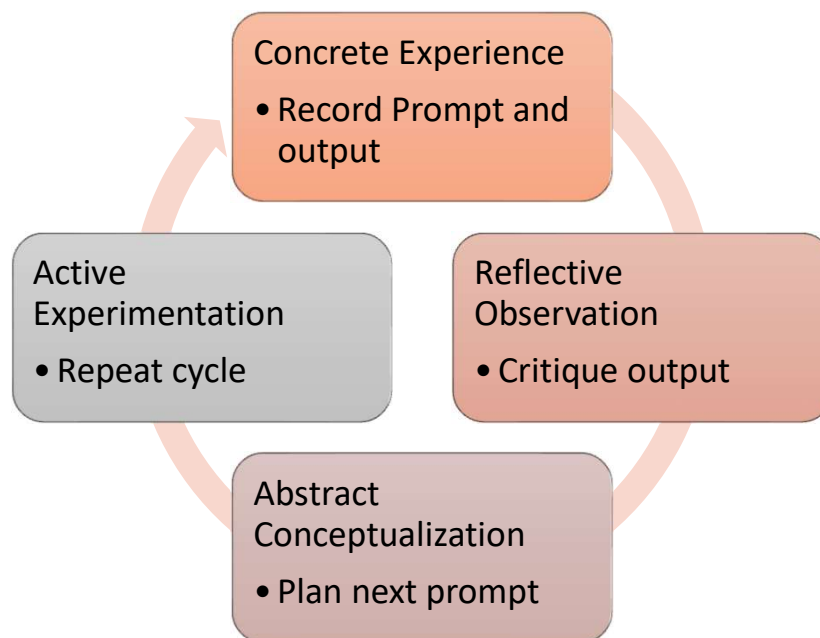 Concrete Experience
• Record Prompt and
output
Reflective
Observation
• Critique output
Abstract
Conceptualization
• Plan next prompt
Active
Experimentation
• Repeat cycle